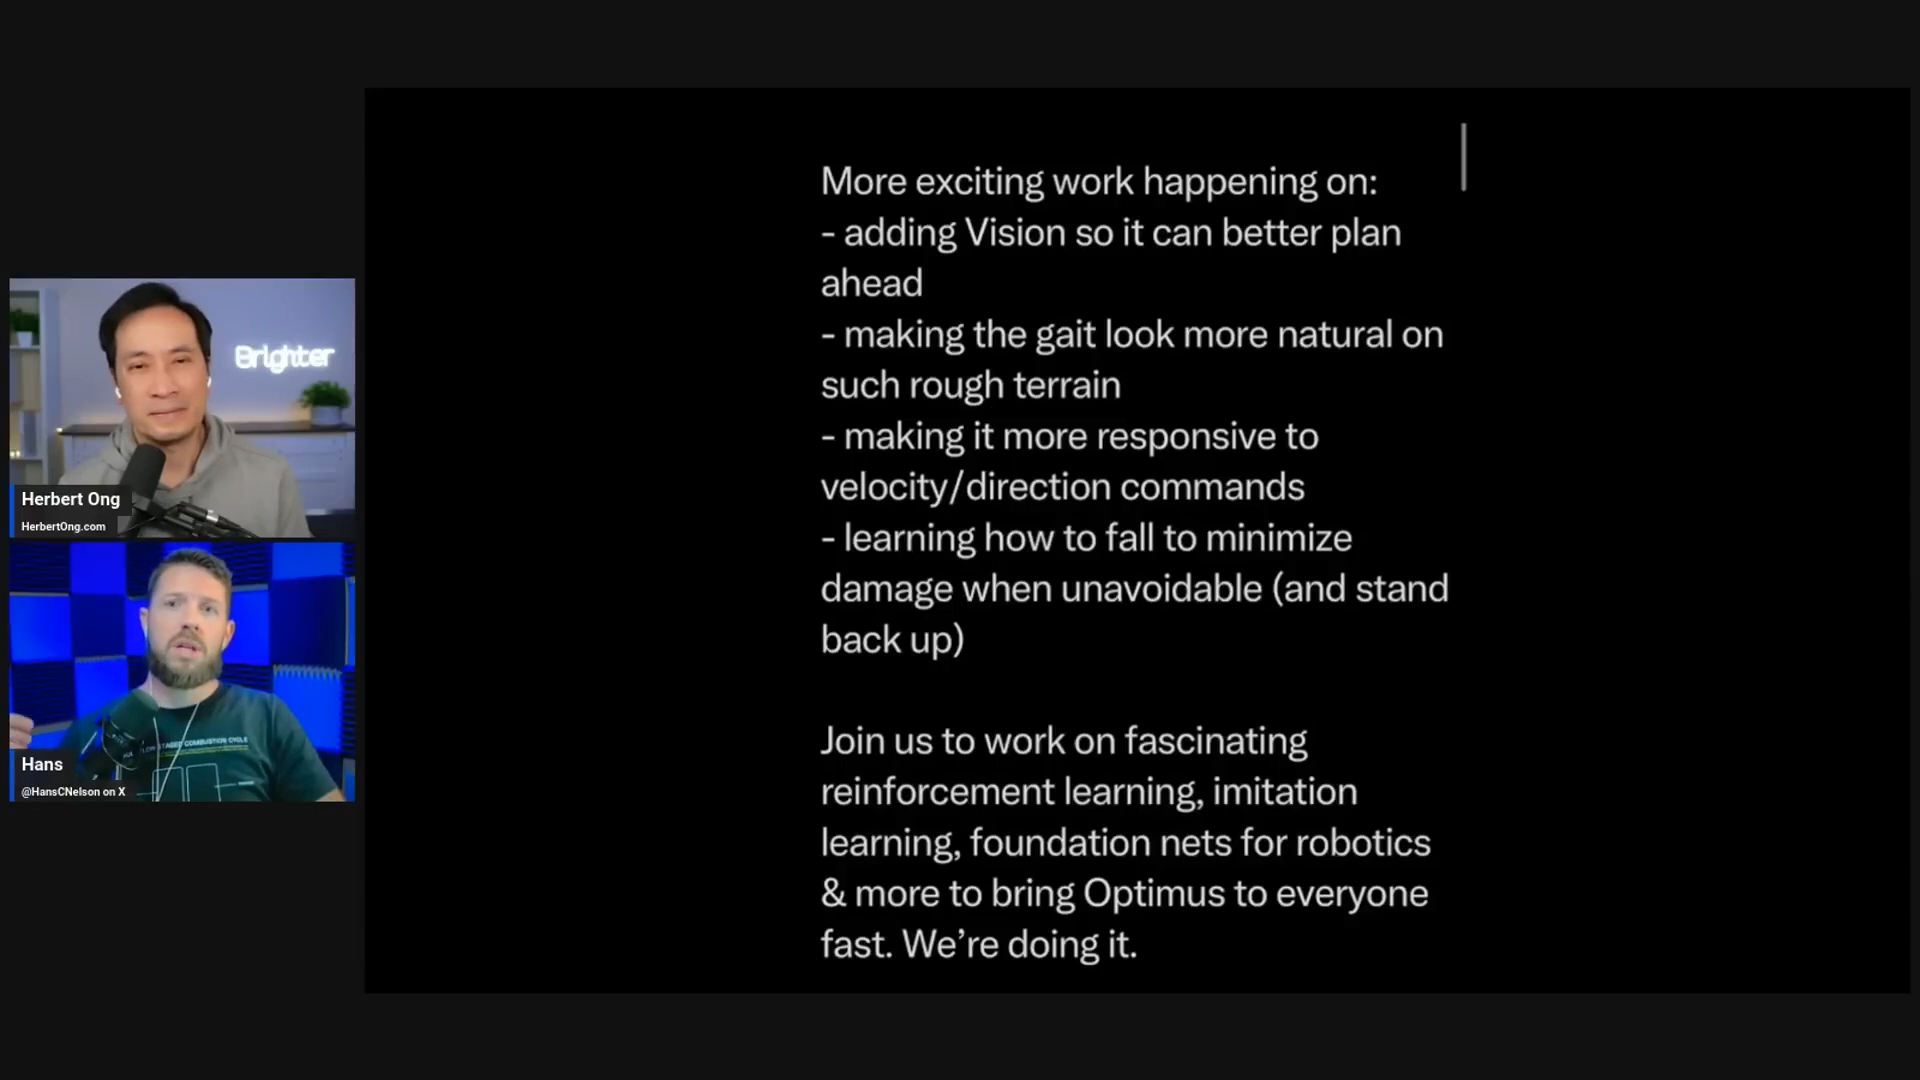 More exciting work happening on:
- adding Vision so it can better plan
ahead
- making the gait look more natural on
such rough terrain
- making it more responsive to
velocity/direction commands
- learning how to fall to minimize
damage when unavoidable (and stand
back up)
Join us to work on fascinating
reinforcement learning, imitation
learning, foundation nets for robotics
& more to bring Optimus to everyone
fast. We’re doing it.
Brighter
Herbert Ong
HerbertOng.com
COMBUSTION CYCLE
Hans
@HansCNelson on X